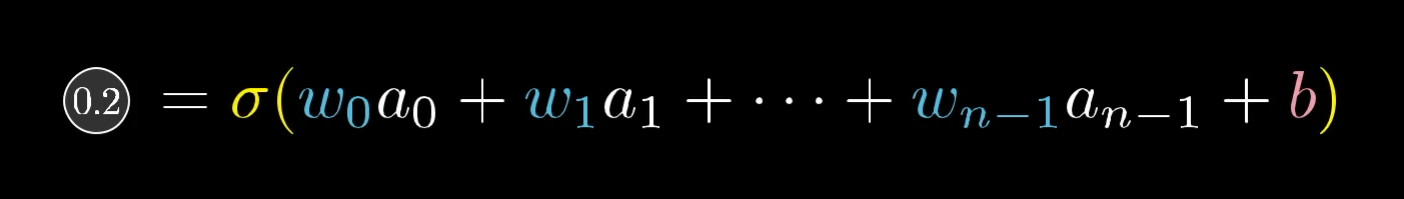 0.2 = σ(w₀a₀ + w₁a₁ + ⋯ + wₙ₋₁aₙ₋₁ + b)